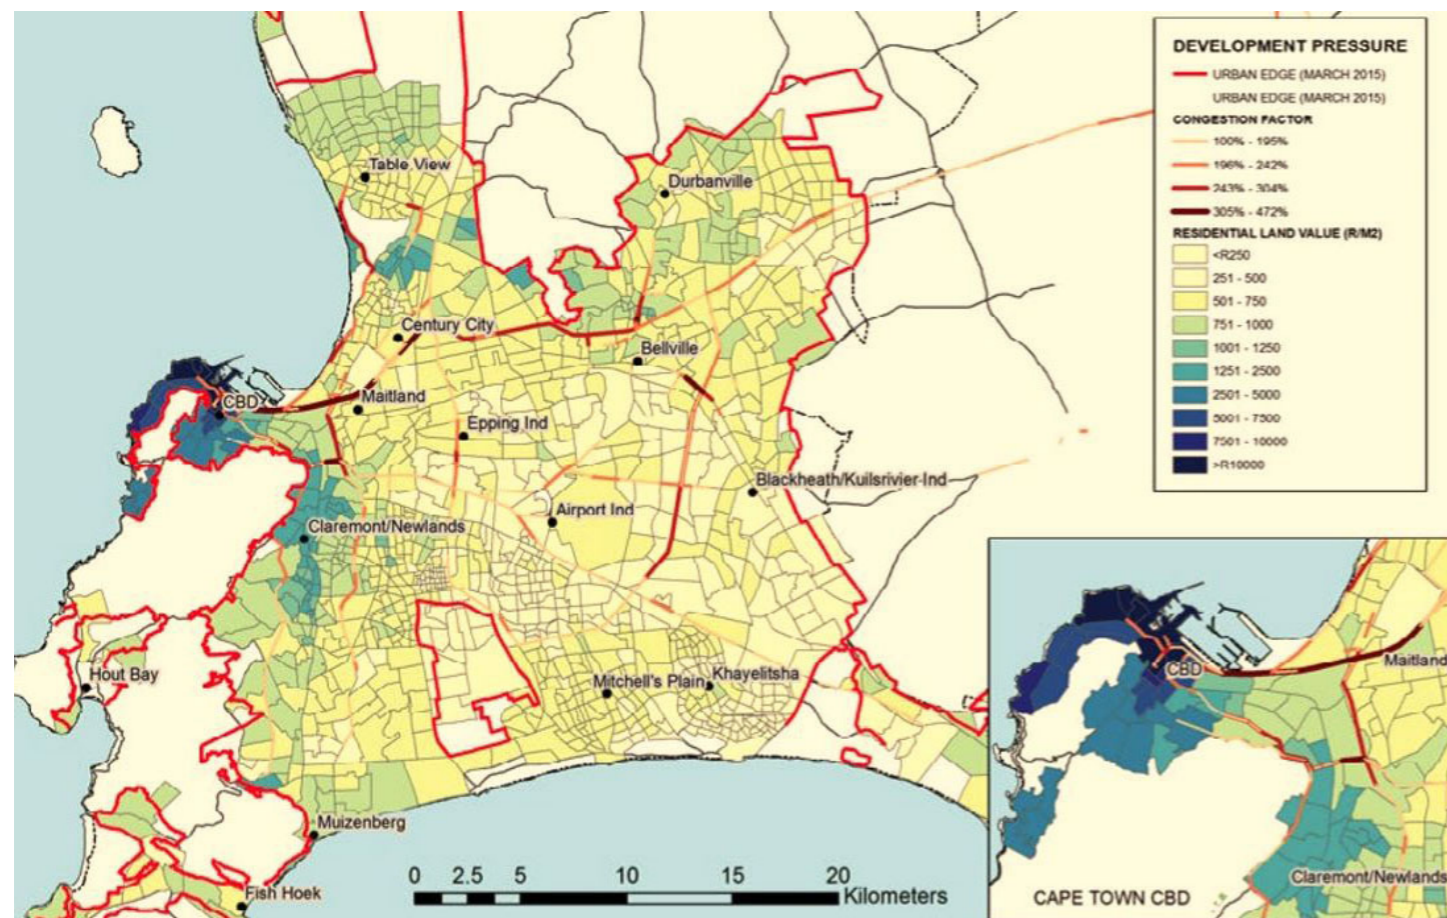 DEVELOPMENT PRESSURE
URBAN EDGE (MARCH 2015)
URBAN EDGE (MARCH 2015)
CONGESTION FACTOR
100% - 195%
196% - 242%
243% - 304%
305% - 472%
RESIDENTIAL LAND VALUE (R/M2)
<R250
251 - 500
501 - 750
751 - 1000
1001 - 1250
1251 - 2500
2501 - 5000
5001 - 7500
7501 - 10000
>R10000
Table View
Durbanville
Century City
Bellville
CBD
Maitland
Epping Ind
Blackheath/Kuilsrivier Ind
Airport Ind
Claremont/Newlands
Hout Bay
Mitchell's Plain
Khayelitsha
Muizenberg
Fish Hoek
0 2.5 5 10 15 20
Kilometers
Maitland
CBD
Claremont/Newlands
CAPE TOWN CBD